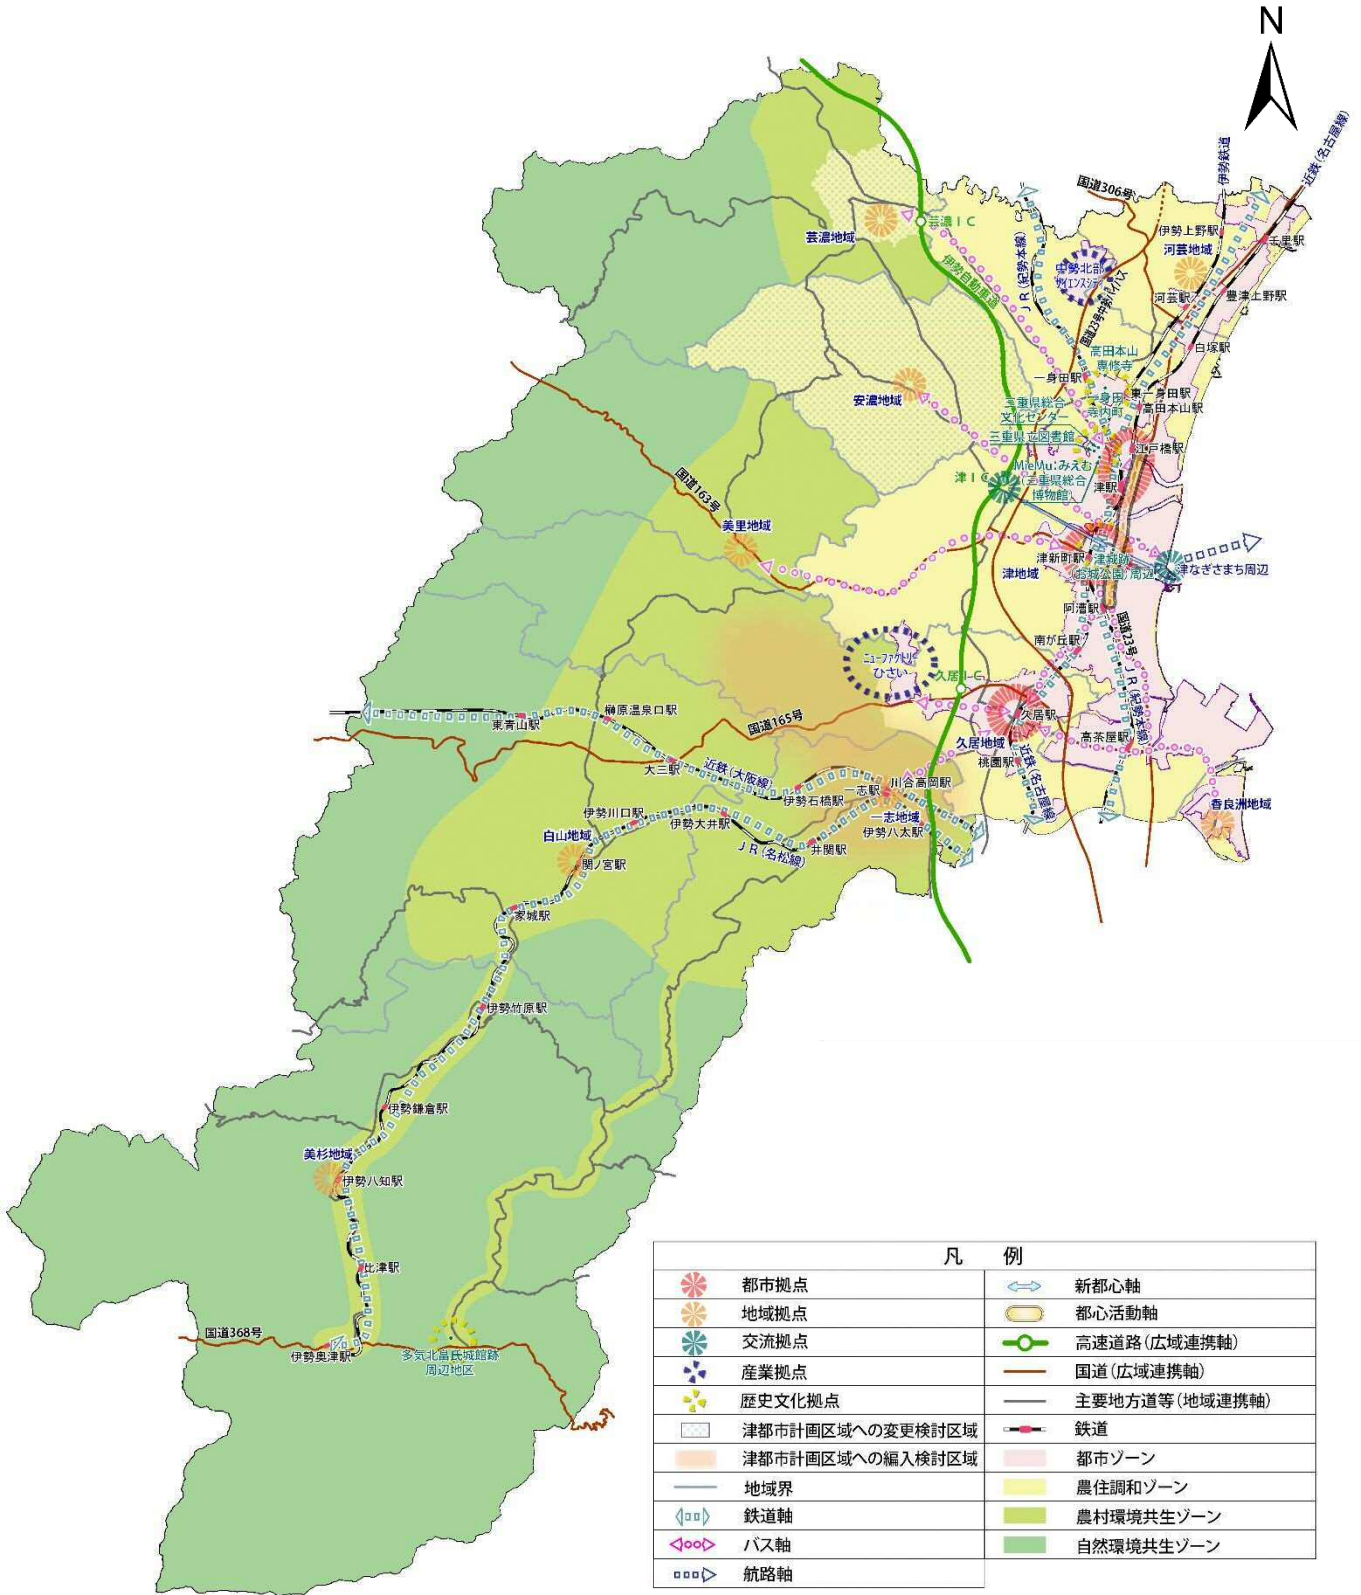 N
近鉄(名古屋線)
伊勢鉄道
国道306号
伊勢上野駅
千里駅
河芸地域
芸濃IC
芸濃地域
伊勢自動車道
JR(紀勢本線)
中勢北部
サイエンスシティ
国道23号中勢バイパス
河芸駅
豊津上野駅
白塚駅
高田本山
専修寺
一身田駅
東一身田駅
一身田
寺内町
高田本山駅
安濃地域
三重県総合
文化センター
三重県立図書館
江戸橋駅
MieMu:みえむ
(三重県総合
博物館)
津IC
津駅
国道163号
美里地域
津新町駅
津城跡
(お城公園)周辺
津なぎさまち周辺
津地域
阿漕駅
国道23号
南が丘駅
JR(紀勢本線)
ニューファクトリー
ひさい
久居IC
久居駅
榊原温泉口駅
東青山駅
国道165号
久居地域
高茶屋駅
大三駅
近鉄(大阪線)
桃園駅
近鉄(名古屋線)
川合高岡駅
伊勢石橋駅
一志駅
香良洲地域
伊勢川口駅
伊勢大井駅
一志地域
伊勢八太駅
白山地域
JR(名松線)
井関駅
関ノ宮駅
家城駅
伊勢竹原駅
伊勢鎌倉駅
美杉地域
伊勢八知駅
比津駅
国道368号
伊勢奥津駅
多気北畠氏城館跡
周辺地区
凡 例
都市拠点
新都心軸
地域拠点
都心活動軸
交流拠点
高速道路(広域連携軸)
産業拠点
国道(広域連携軸)
歴史文化拠点
主要地方道等(地域連携軸)
津都市計画区域への変更検討区域
鉄道
津都市計画区域への編入検討区域
都市ゾーン
地域界
農住調和ゾーン
鉄道軸
農村環境共生ゾーン
バス軸
自然環境共生ゾーン
航路軸